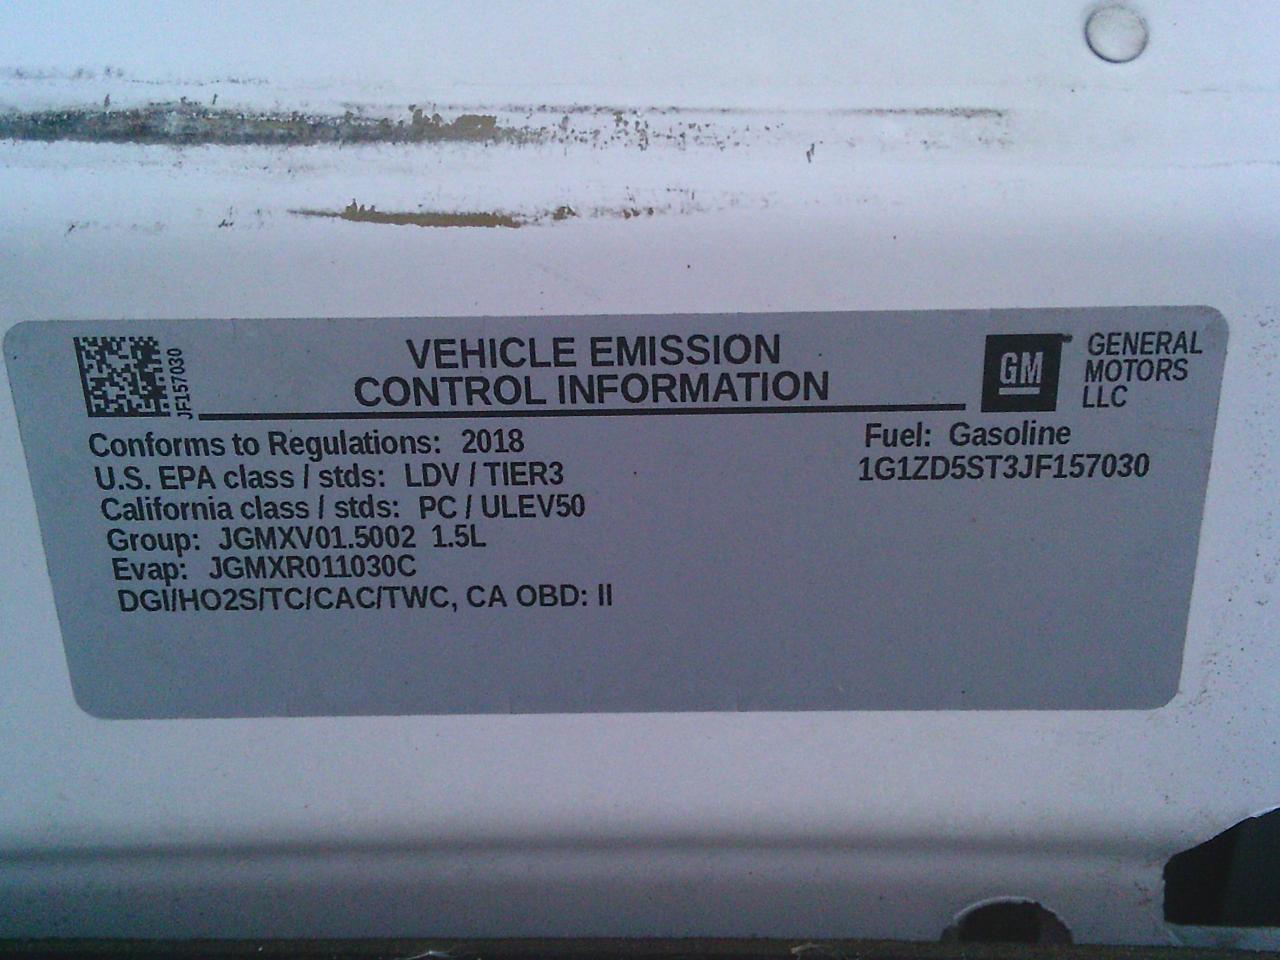 JF157030
VEHICLE EMISSION
CONTROL INFORMATION
GM
GENERAL
MOTORS
LLC
Conforms to Regulations: 2018
U.S. EPA class / stds: LDV / TIER3
California class / stds: PC / ULEV50
Group: JGMXV01.5002 1.5L
Evap: JGMXR011030C
DGI/HO2S/TC/CAC/TWC, CA OBD: II
Fuel: Gasoline
1G1ZD5ST3JF157030